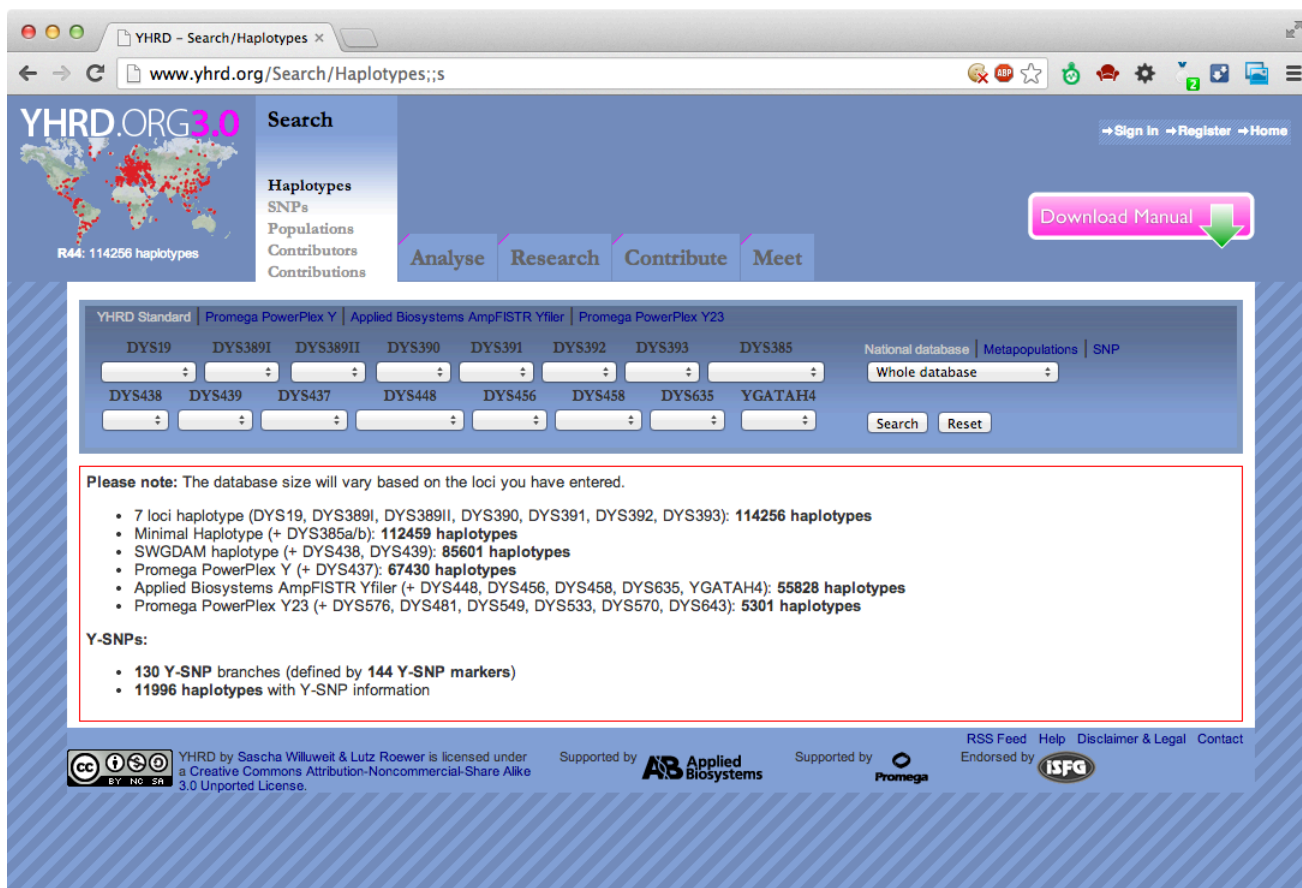 YHRD – Search/Haplotypes ×
www.yhrd.org/Search/Haplotypes;;s
ABP
2
YHRD.ORG 3.0
R44: 114256 haplotypes
Search
Haplotypes
SNPs
Populations
Contributors
Contributions
Analyse Research Contribute Meet
→Sign in →Register →Home
Download Manual
YHRD Standard | Promega PowerPlex Y | Applied Biosystems AmpFlSTR Yfiler | Promega PowerPlex Y23
DYS19 DYS389I DYS389II DYS390 DYS391 DYS392 DYS393 DYS385
National database | Metapopulations | SNP
Whole database
DYS438 DYS439 DYS437 DYS448 DYS456 DYS458 DYS635 YGATAH4
Search Reset
Please note: The database size will vary based on the loci you have entered.
• 7 loci haplotype (DYS19, DYS389I, DYS389II, DYS390, DYS391, DYS392, DYS393): 114256 haplotypes
• Minimal Haplotype (+ DYS385a/b): 112459 haplotypes
• SWGDAM haplotype (+ DYS438, DYS439): 85601 haplotypes
• Promega PowerPlex Y (+ DYS437): 67430 haplotypes
• Applied Biosystems AmpFlSTR Yfiler (+ DYS448, DYS456, DYS458, DYS635, YGATAH4): 55828 haplotypes
• Promega PowerPlex Y23 (+ DYS576, DYS481, DYS549, DYS533, DYS570, DYS643): 5301 haplotypes
Y-SNPs:
• 130 Y-SNP branches (defined by 144 Y-SNP markers)
• 11996 haplotypes with Y-SNP information
RSS Feed Help Disclaimer & Legal Contact
cc BY NC SA
YHRD by Sascha Willuweit & Lutz Roewer is licensed under
a Creative Commons Attribution-Noncommercial-Share Alike
3.0 Unported License.
Supported by AB Applied Biosystems
Supported by Promega
Endorsed by ISFG